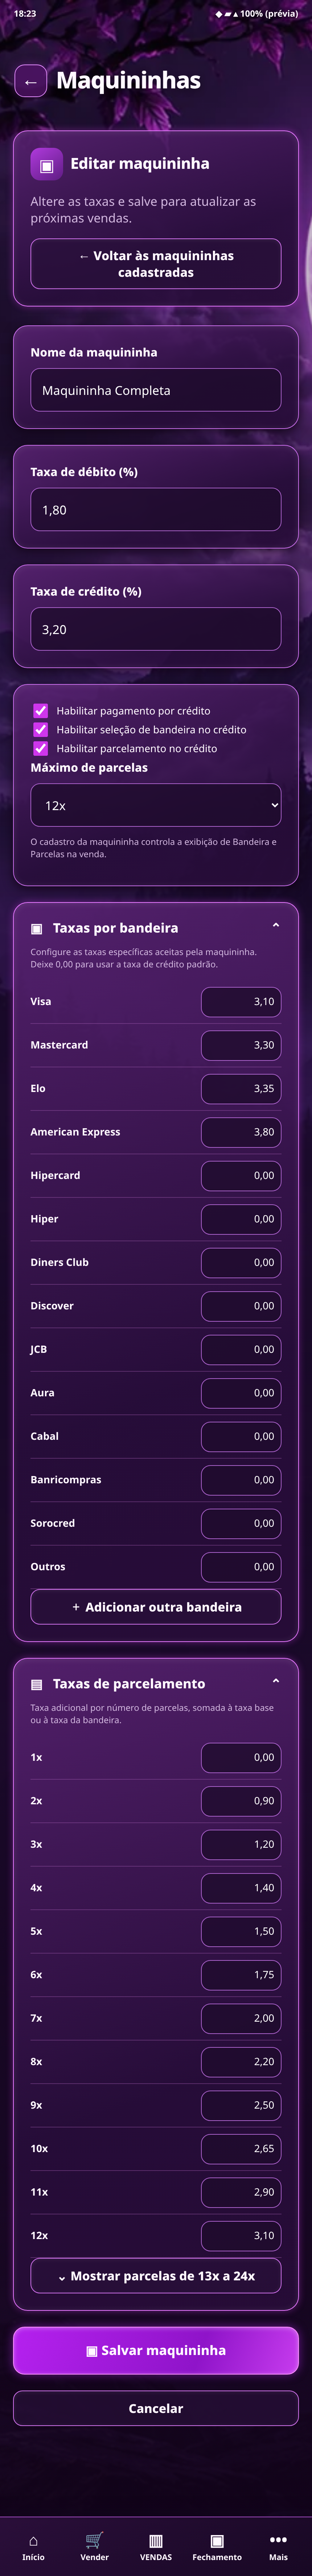 18:23
100% (prévia)
← Maquininhas
Editar maquininha
Altere as taxas e salve para atualizar as
próximas vendas.
← Voltar às maquininhas
cadastradas
Nome da maquininha
Maquininha Completa
Taxa de débito (%)
1,80
Taxa de crédito (%)
3,20
Habilitar pagamento por crédito
Habilitar seleção de bandeira no crédito
Habilitar parcelamento no crédito
Máximo de parcelas
12x
O cadastro da maquininha controla a exibição de Bandeira e
Parcelas na venda.
Taxas por bandeira
Configure as taxas específicas aceitas pela maquininha.
Deixe 0,00 para usar a taxa de crédito padrão.
Visa 3,10
Mastercard 3,30
Elo 3,35
American Express 3,80
Hipercard 0,00
Hiper 0,00
Diners Club 0,00
Discover 0,00
JCB 0,00
Aura 0,00
Cabal 0,00
Banricompras 0,00
Sorocred 0,00
Outros 0,00
+ Adicionar outra bandeira
Taxas de parcelamento
Taxa adicional por número de parcelas, somada à taxa base
ou à taxa da bandeira.
1x 0,00
2x 0,90
3x 1,20
4x 1,40
5x 1,50
6x 1,75
7x 2,00
8x 2,20
9x 2,50
10x 2,65
11x 2,90
12x 3,10
Mostrar parcelas de 13x a 24x
Salvar maquininha
Cancelar
Início Vender VENDAS Fechamento Mais